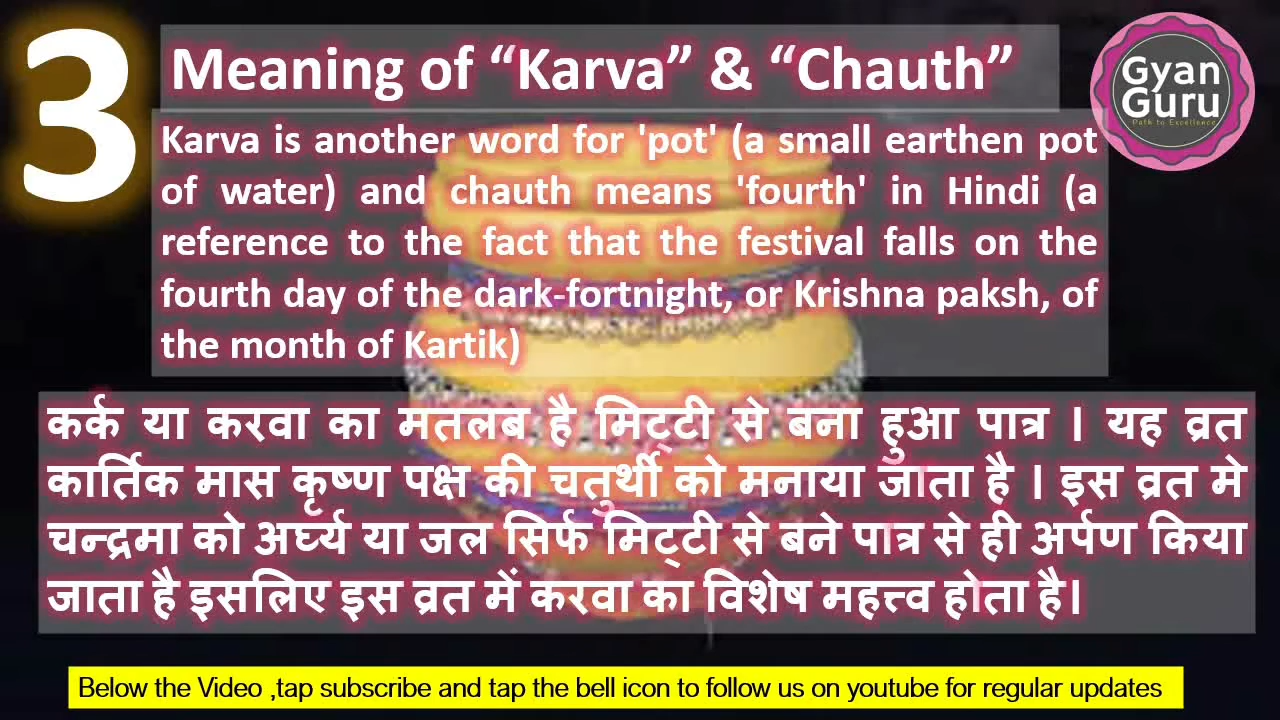 3
Meaning of “Karva” & “Chauth”
Gyan
Guru
Path to Excellence
Karva is another word for 'pot' (a small earthen pot
of water) and chauth means 'fourth' in Hindi (a
reference to the fact that the festival falls on the
fourth day of the dark-fortnight, or Krishna paksh, of
the month of Kartik)
कर्क या करवा का मतलब है मिट्टी से बना हुआ पात्र । यह व्रत
कार्तिक मास कृष्ण पक्ष की चतुर्थी को मनाया जाता है । इस व्रत मे
चन्द्रमा को अर्घ्य या जल सिर्फ मिट्टी से बने पात्र से ही अर्पण किया
जाता है इसलिए इस व्रत में करवा का विशेष महत्त्व होता है।
Below the Video ,tap subscribe and tap the bell icon to follow us on youtube for regular updates